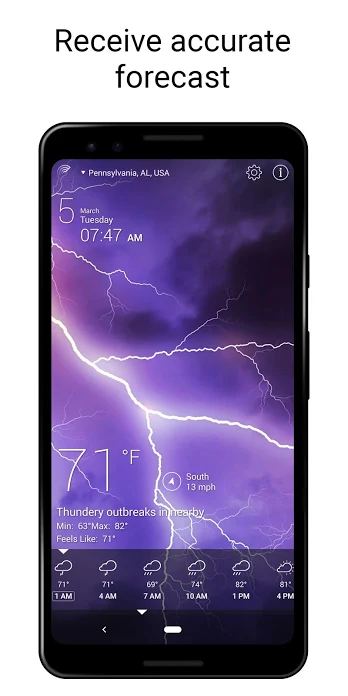 Receive accurate
forecast
Pennsylvania, AL, USA
5
March
Tuesday
07:47 AM
71 °F
South
13 mph
Thundery outbreaks in nearby
Min: 63°Max: 82°
Feels Like: 71°
71° 71° 69° 74° 82° 81°
1 AM 4 AM 7 AM 10 AM 1 PM 4 PM